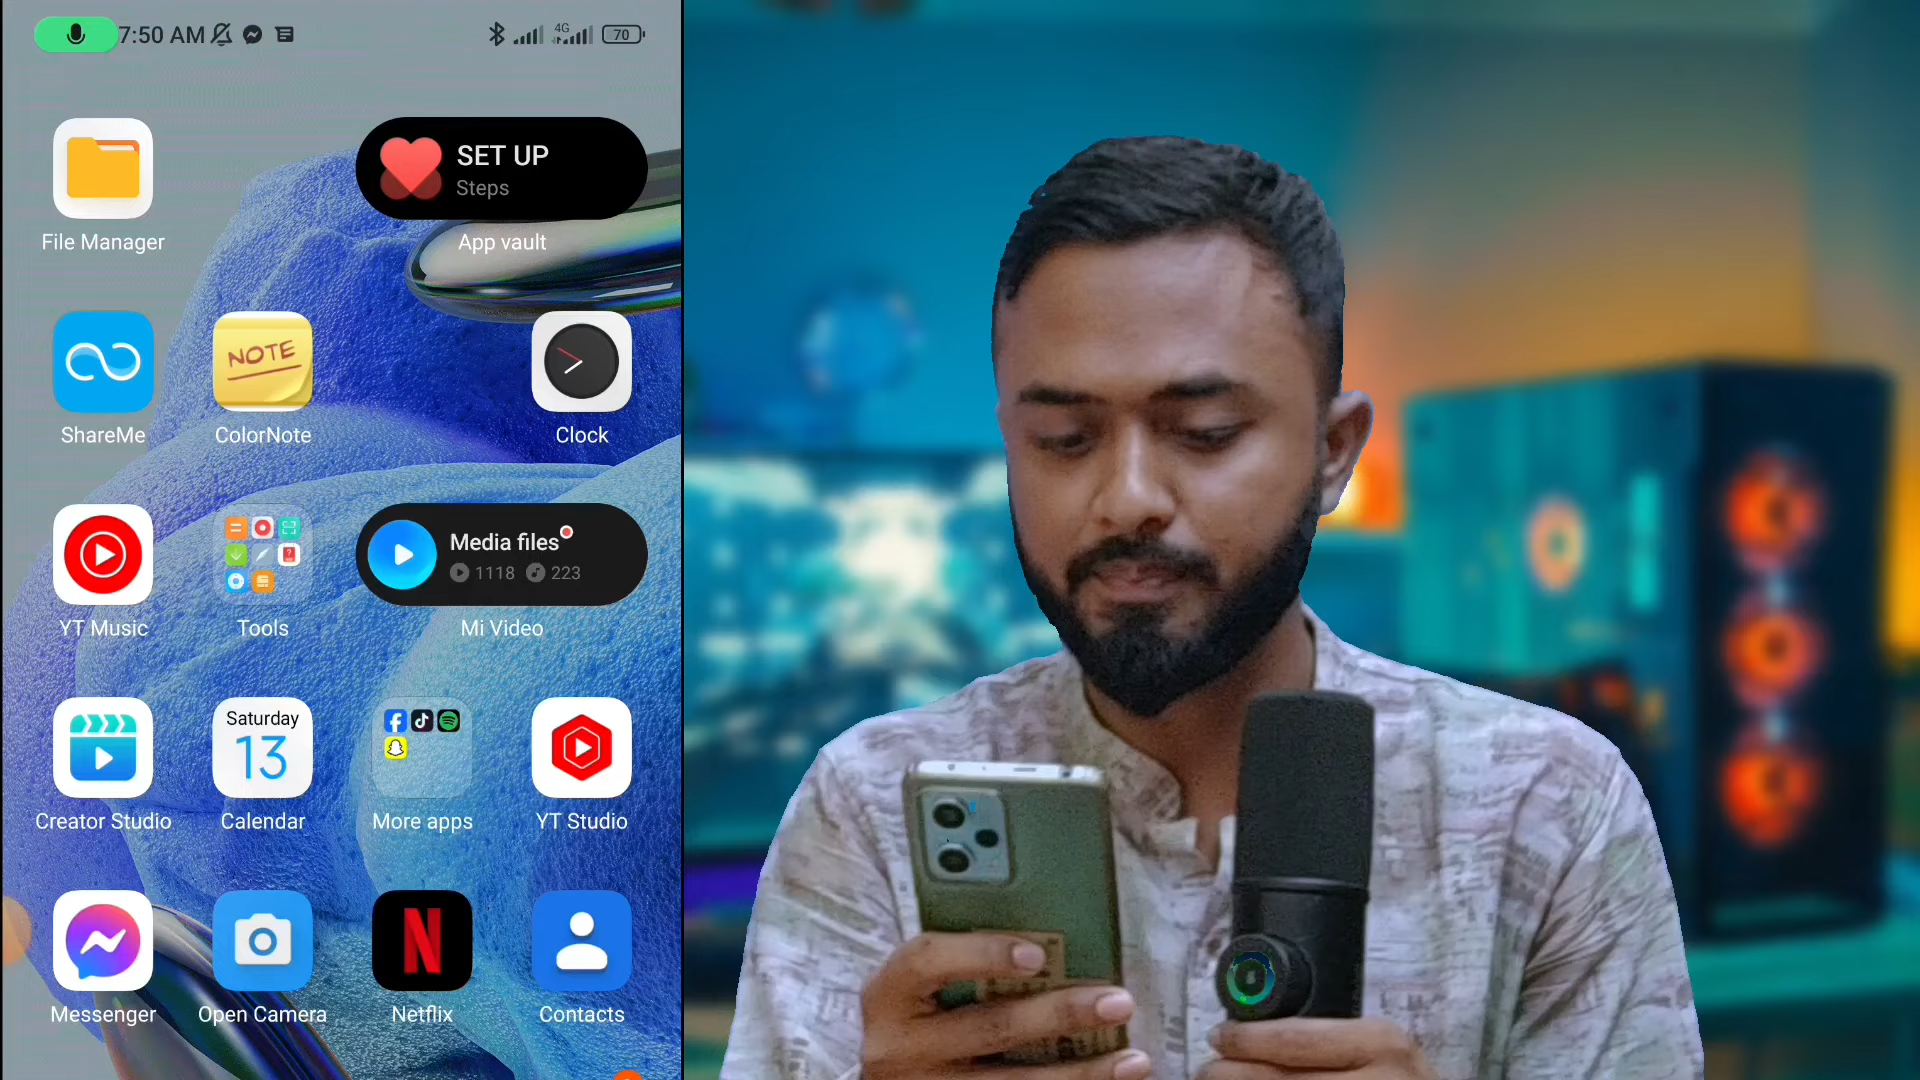 7:50 AM
4G
70
SET UP
Steps
File Manager
App vault
NOTE
ShareMe
ColorNote
Clock
Media files
1118
223
YT Music
Tools
Mi Video
Saturday
13
Creator Studio
Calendar
More apps
YT Studio
N
Messenger
Open Camera
Netflix
Contacts